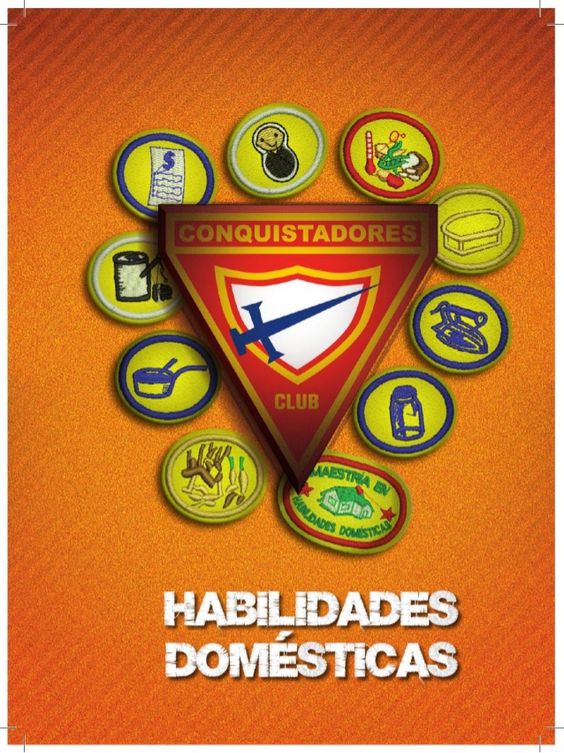 CONQUISTADORES
CLUB
MAESTRIA EN
HABILIDADES DOMÉSTICAS
HABILIDADES
DOMÉSTICAS